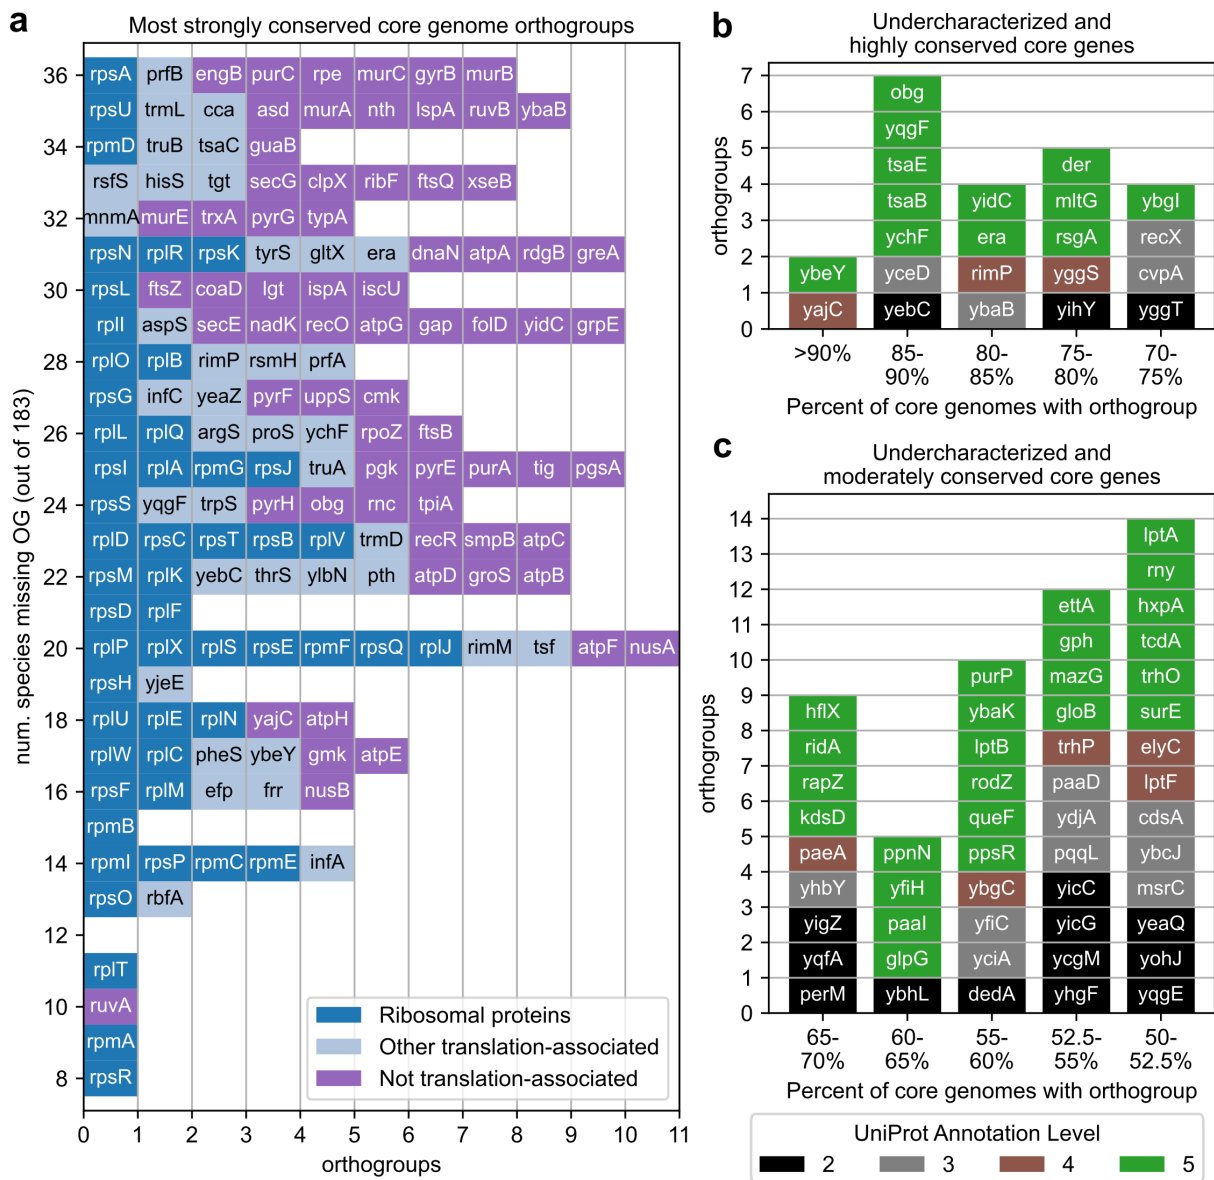 a
Most strongly conserved core genome orthogroups
num. species missing OG (out of 183)
36 rpsA prfB engB purC rpe murC gyrB murB
rpsU trmL cca asd murA nth lspA ruvB ybaB
34 rpmD truB tsaC guaB
rsfS hisS tgt secG clpX ribF ftsQ xseB
32 mnmA murE trxA pyrG typA
rpsN rplR rpsK tyrS gltX era dnaN atpA rdgB greA
30 rpsL ftsZ coaD lgt ispA iscU
rplI aspS secE nadK recO atpG gap folD yidC grpE
28 rplO rplB rimP rsmH prfA
rpsG infC yeaZ pyrF uppS cmk
26 rplL rplQ argS proS ychF rpoZ ftsB
rpsI rplA rpmG rpsJ truA pgk pyrE purA tig pgsA
24 rpsS yqgF trpS pyrH obg rnc tpiA
rplD rpsC rpsT rpsB rplV trmD recR smpB atpC
22 rpsM rplK yebC thrS ylbN pth atpD groS atpB
rpsD rplF
20 rplP rplX rplS rpsE rpmF rpsQ rplJ rimM tsf atpF nusA
rpsH yjeE
18 rplU rplE rplN yajC atpH
rplW rplC pheS ybeY gmk atpE
16 rpsF rplM efp frr nusB
rpmB
14 rpmI rpsP rpmC rpmE infA
rpsO rbfA
12
rplT
10 ruvA
rpmA
8 rpsR
Ribosomal proteins
Other translation-associated
Not translation-associated
0 1 2 3 4 5 6 7 8 9 10 11
orthogroups
b
Undercharacterized and
highly conserved core genes
orthogroups
7
obg
6
yqgF
5
tsaE der
4
tsaB yidC mltG ybgI
3
ychF era rsgA recX
2
ybeY yceD rimP yggS cvpA
1
yajC yebC ybaB yihY yggT
0
>90% 85- 80- 75- 70-
90% 85% 80% 75%
Percent of core genomes with orthogroup
c
Undercharacterized and
moderately conserved core genes
orthogroups
14
lptA
13
rny
12
ettA hxpA
11
gph tcdA
10
purP mazG trhO
9
hflX ybaK gloB surE
8
ridA lptB trhP elyC
7
rapZ rodZ paaD lptF
6
kdsD queF ydjA cdsA
5
paeA ppnN ppsR pqqL ybcJ
4
yhbY yfiH ybgC yicC msrC
3
yigZ paaI yfiC yicG yeaQ
2
yqfA glpG yciA ycgM yohJ
1
perM ybhL dedA yhgF yqgE
0
65- 60- 55- 52.5- 50-
70% 65% 60% 55% 52.5%
Percent of core genomes with orthogroup
UniProt Annotation Level
2 3 4 5